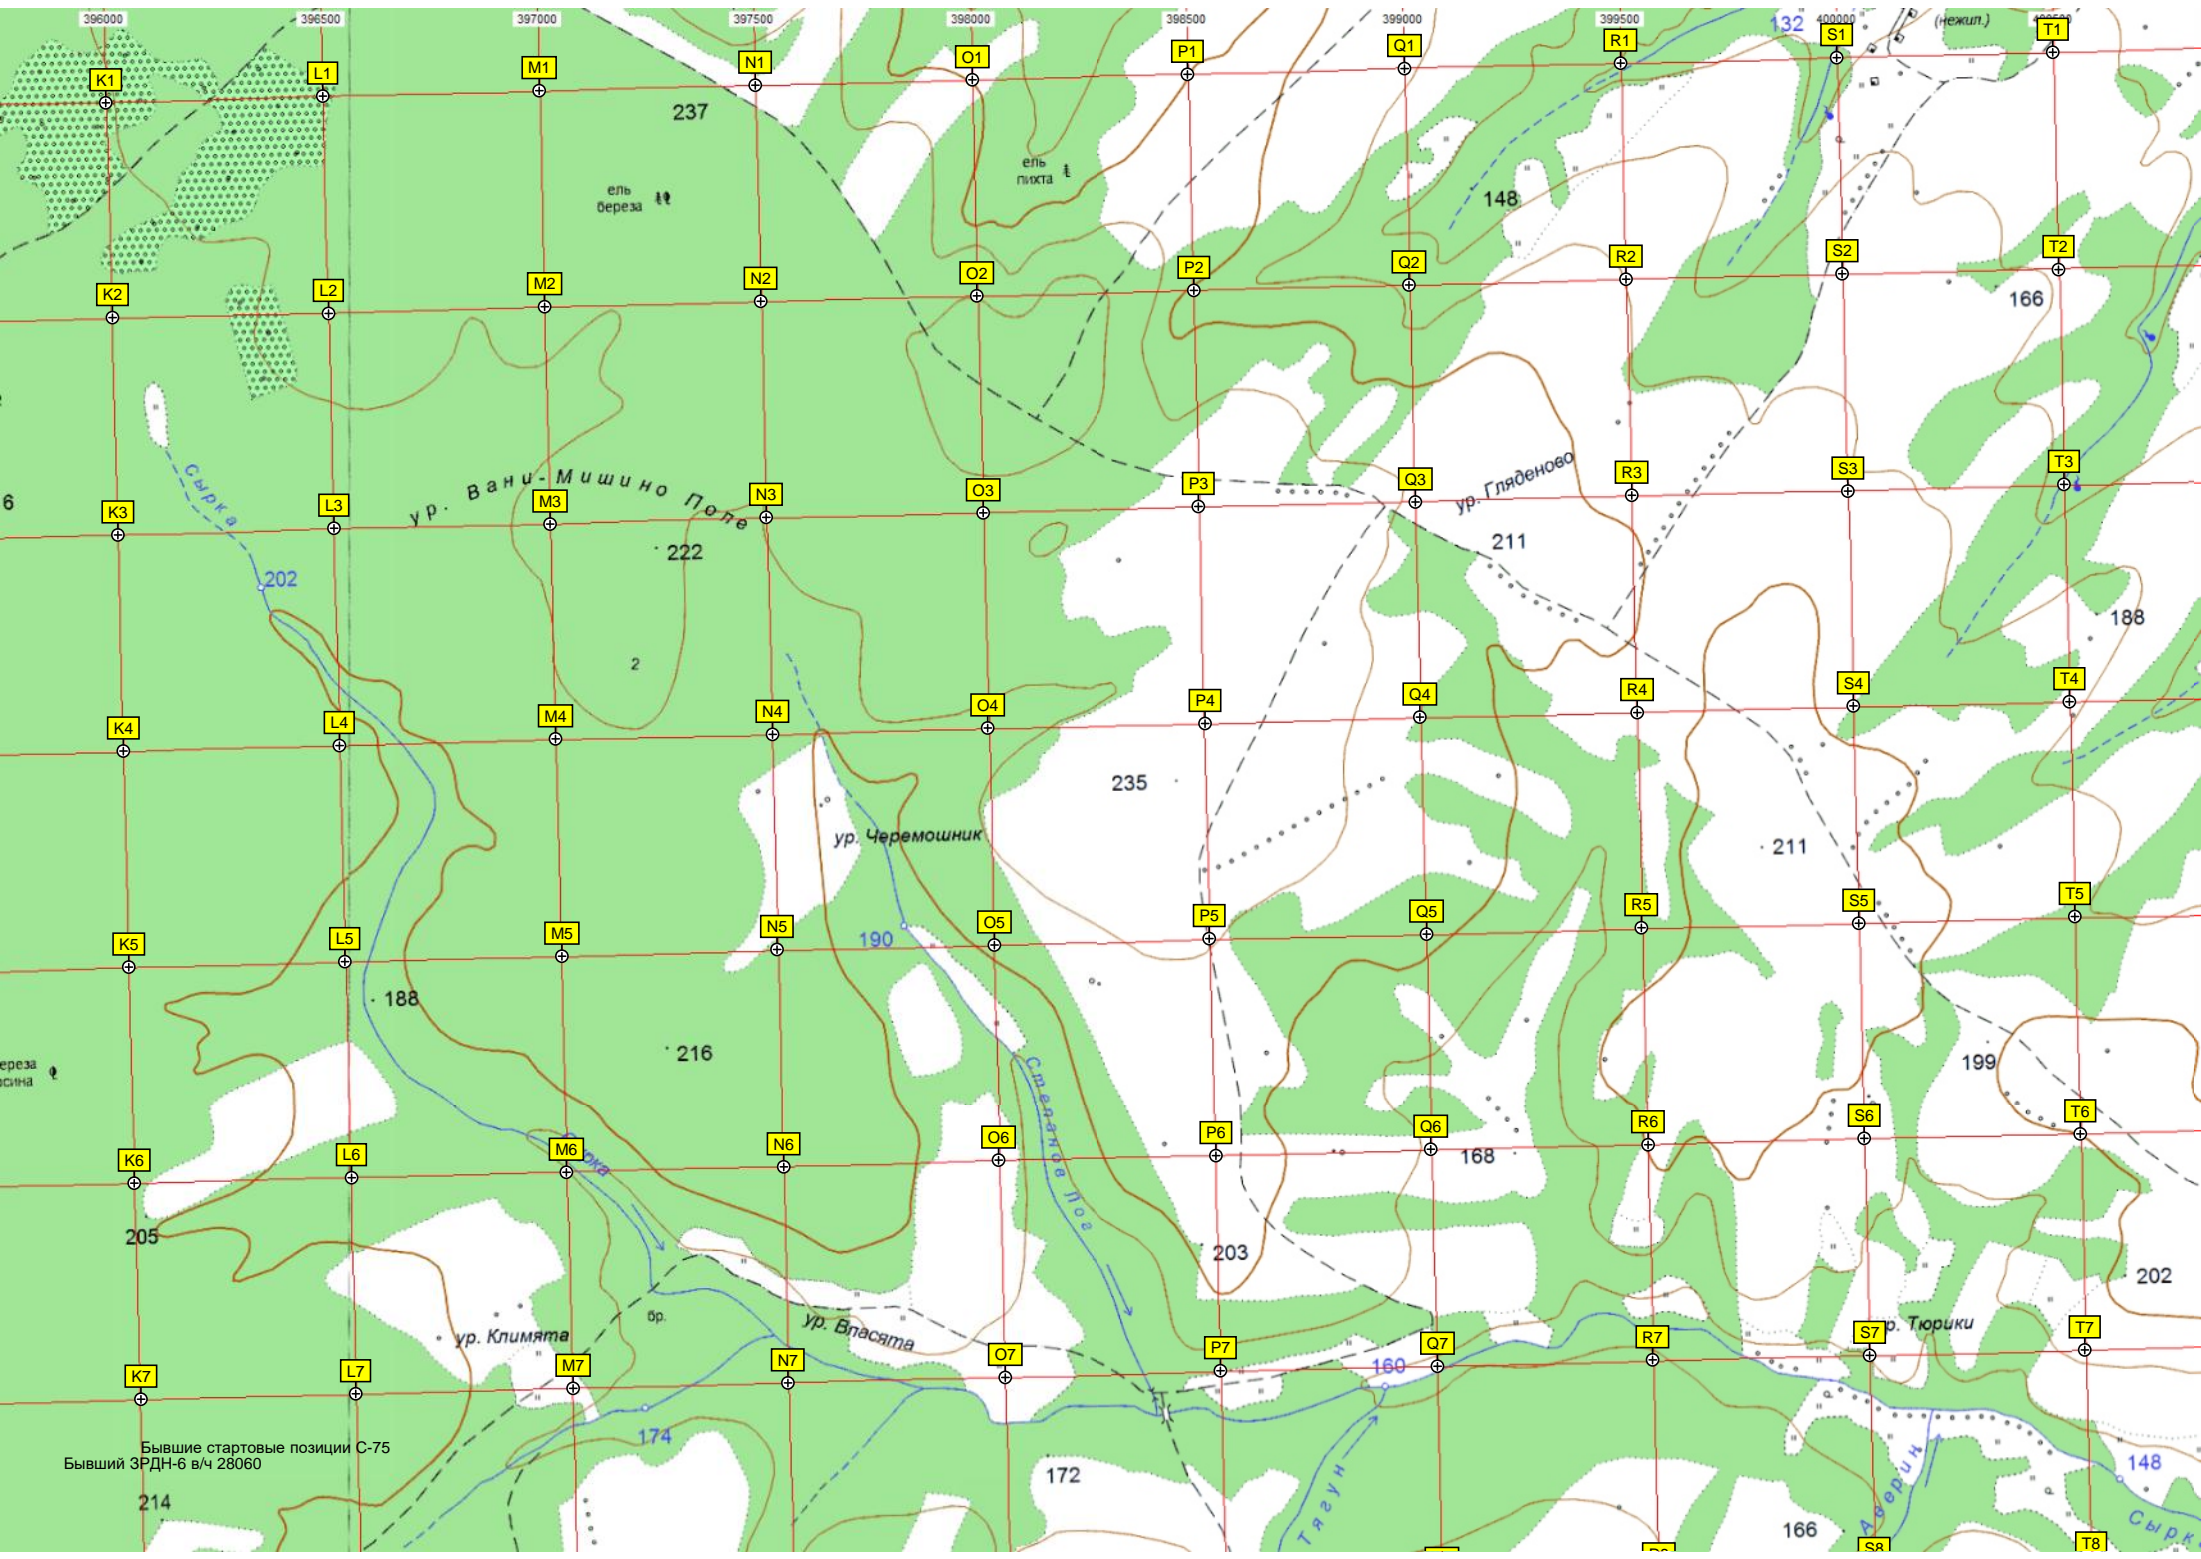 396000 396500 397000 397500 398000 398500 399000 399500 400000
132
(нежил.)
K1 L1 M1 N1 O1 P1 Q1 R1 S1 T1
237
ель
пихта
ель
береза
148
K2 L2 M2 N2 O2 P2 Q2 R2 S2 T2
166
Сырка
ур. Вани-Мишино Поле
ур. Гляденово
6
K3 L3 M3 N3 O3 P3 Q3 R3 S3 T3
222
211
202
188
2
K4 L4 M4 N4 O4 P4 Q4 R4 S4 T4
235
ур. Черемошник
211
190
K5 L5 M5 N5 O5 P5 Q5 R5 S5 T5
188
216
199
Степанов Лог
K6 L6 M6 N6 O6 P6 Q6 R6 S6 T6
168
205
203
202
бр.
ур. Климята
ур. Власята
р. Тюрики
K7 L7 M7 N7 O7 P7 Q7 R7 S7 T7
160
174
Бывшие стартовые позиции С-75
Бывший ЗРДН-6 в/ч 28060
214
172
Тягун
Аверин
148
166
Сырк
S8 T8